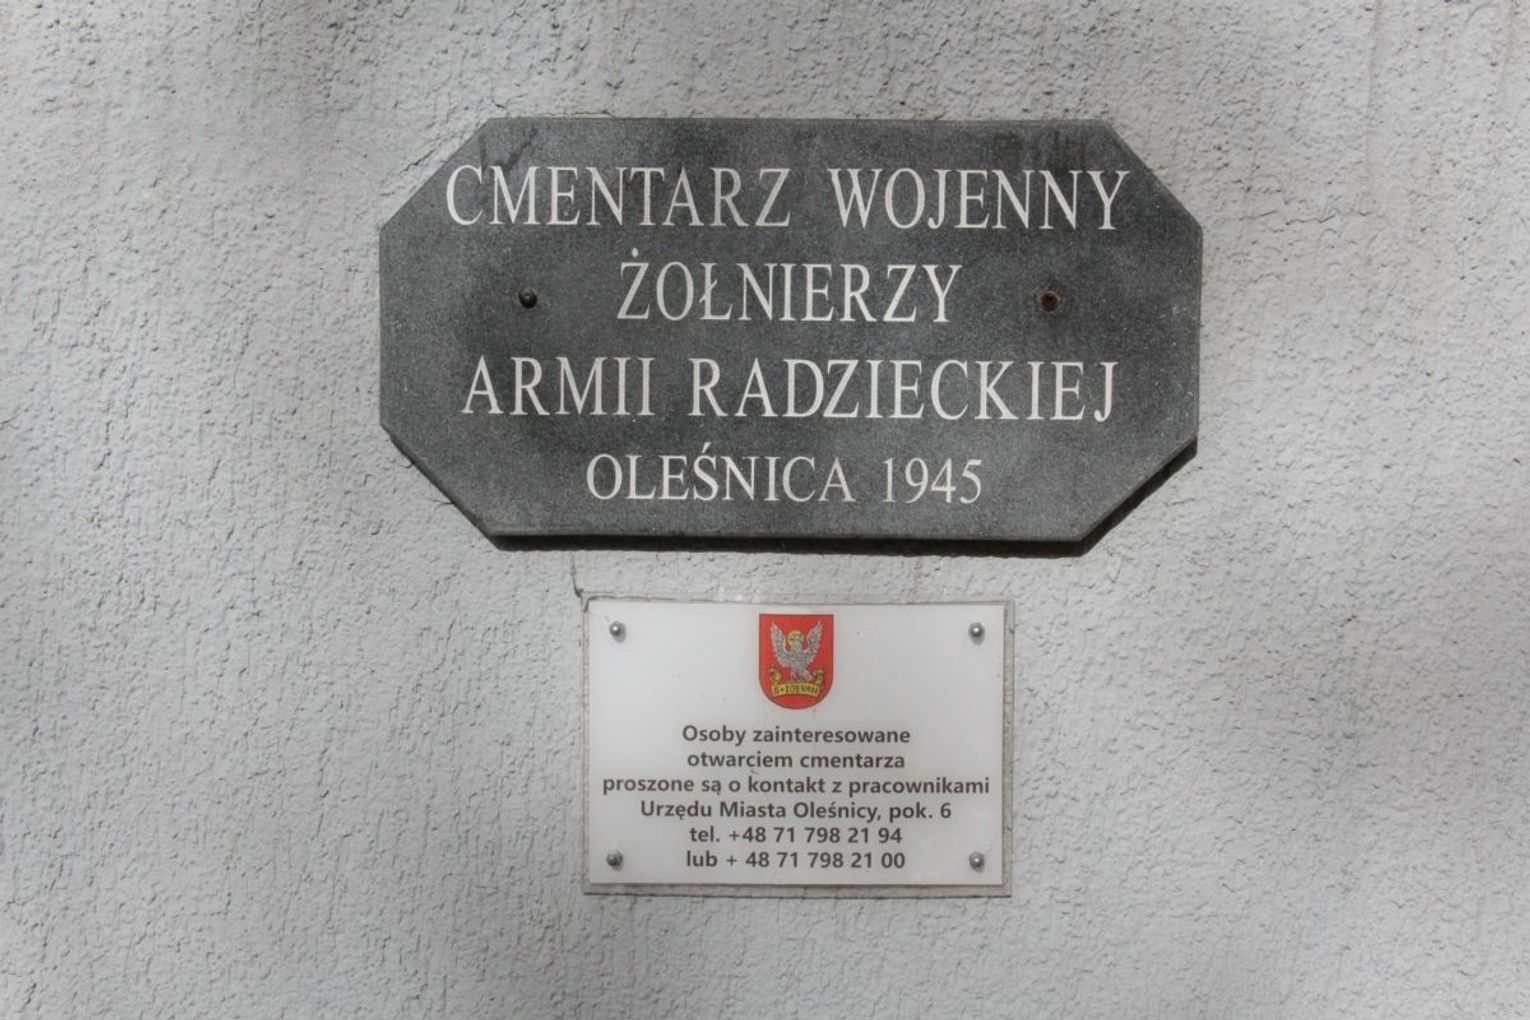 CMENTARZ WOJENNY
ŻOŁNIERZY
ARMII RADZIECKIEJ
OLEŚNICA 1945
Osoby zainteresowane
otwarciem cmentarza
proszone są o kontakt z pracownikami
Urzędu Miasta Oleśnicy, pok. 6
tel. +48 71 798 21 94
lub + 48 71 798 21 00